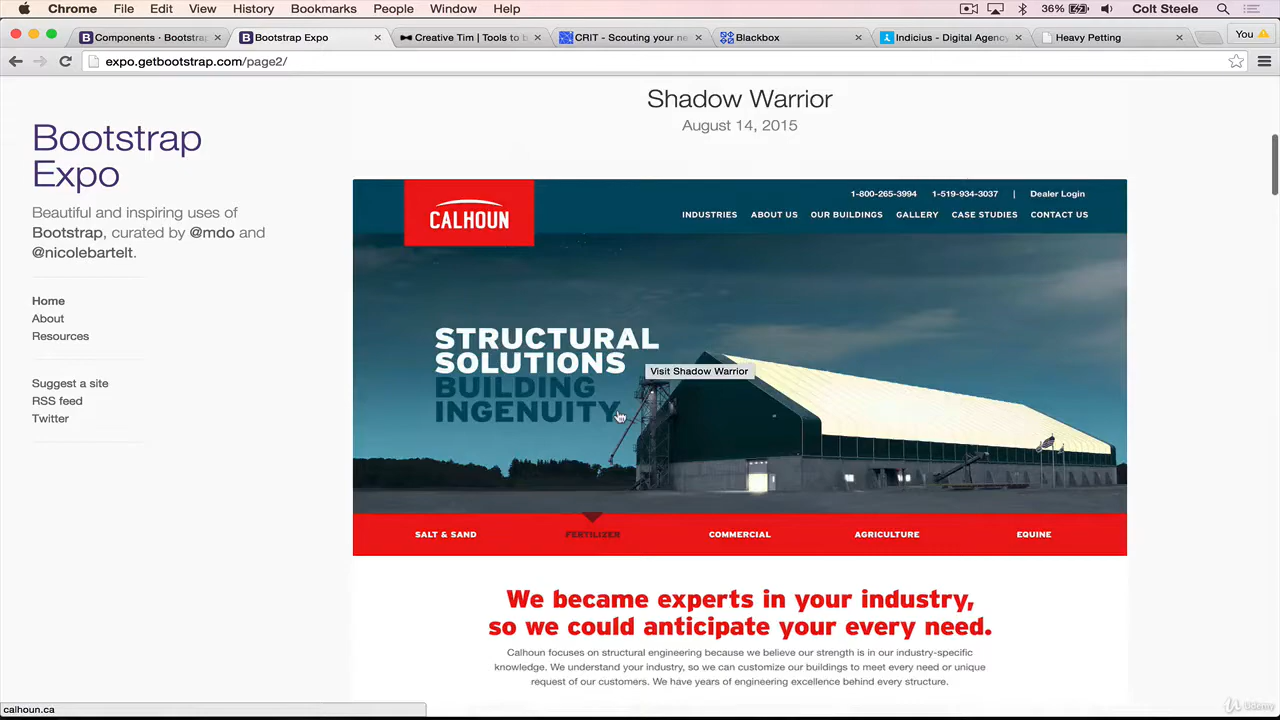 Chrome File Edit View History Bookmarks People Window Help 36% Colt Steele
Components · Bootstrap Bootstrap Expo Creative Tim | Tools to b CRIT - Scouting your ne Blackbox Indicius - Digital Agency Heavy Petting You
expo.getbootstrap.com/page2/
Shadow Warrior
August 14, 2015
Bootstrap
Expo
Beautiful and inspiring uses of
Bootstrap, curated by @mdo and
@nicolebartelt.
Home
About
Resources
Suggest a site
RSS feed
Twitter
1-800-265-3994 1-519-934-3037 | Dealer Login
CALHOUN
INDUSTRIES ABOUT US OUR BUILDINGS GALLERY CASE STUDIES CONTACT US
STRUCTURAL
SOLUTIONS
BUILDING
INGENUITY
Visit Shadow Warrior
SALT & SAND FERTILIZER COMMERCIAL AGRICULTURE EQUINE
We became experts in your industry,
so we could anticipate your every need.
Calhoun focuses on structural engineering because we believe our strength is in our industry-specific
knowledge. We understand your industry, so we can customize our buildings to meet every need or unique
request of our customers. We have years of engineering excellence behind every structure.
calhoun.ca
Udemy